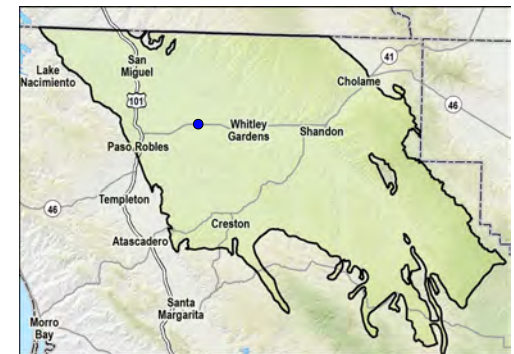 San
Miguel
41
Lake
Nacimiento
Cholame
101
46
Whitley
Gardens
Shandon
Paso Robles
Templeton
46
Creston
Atascadero
Santa
Margarita
Morro
Bay